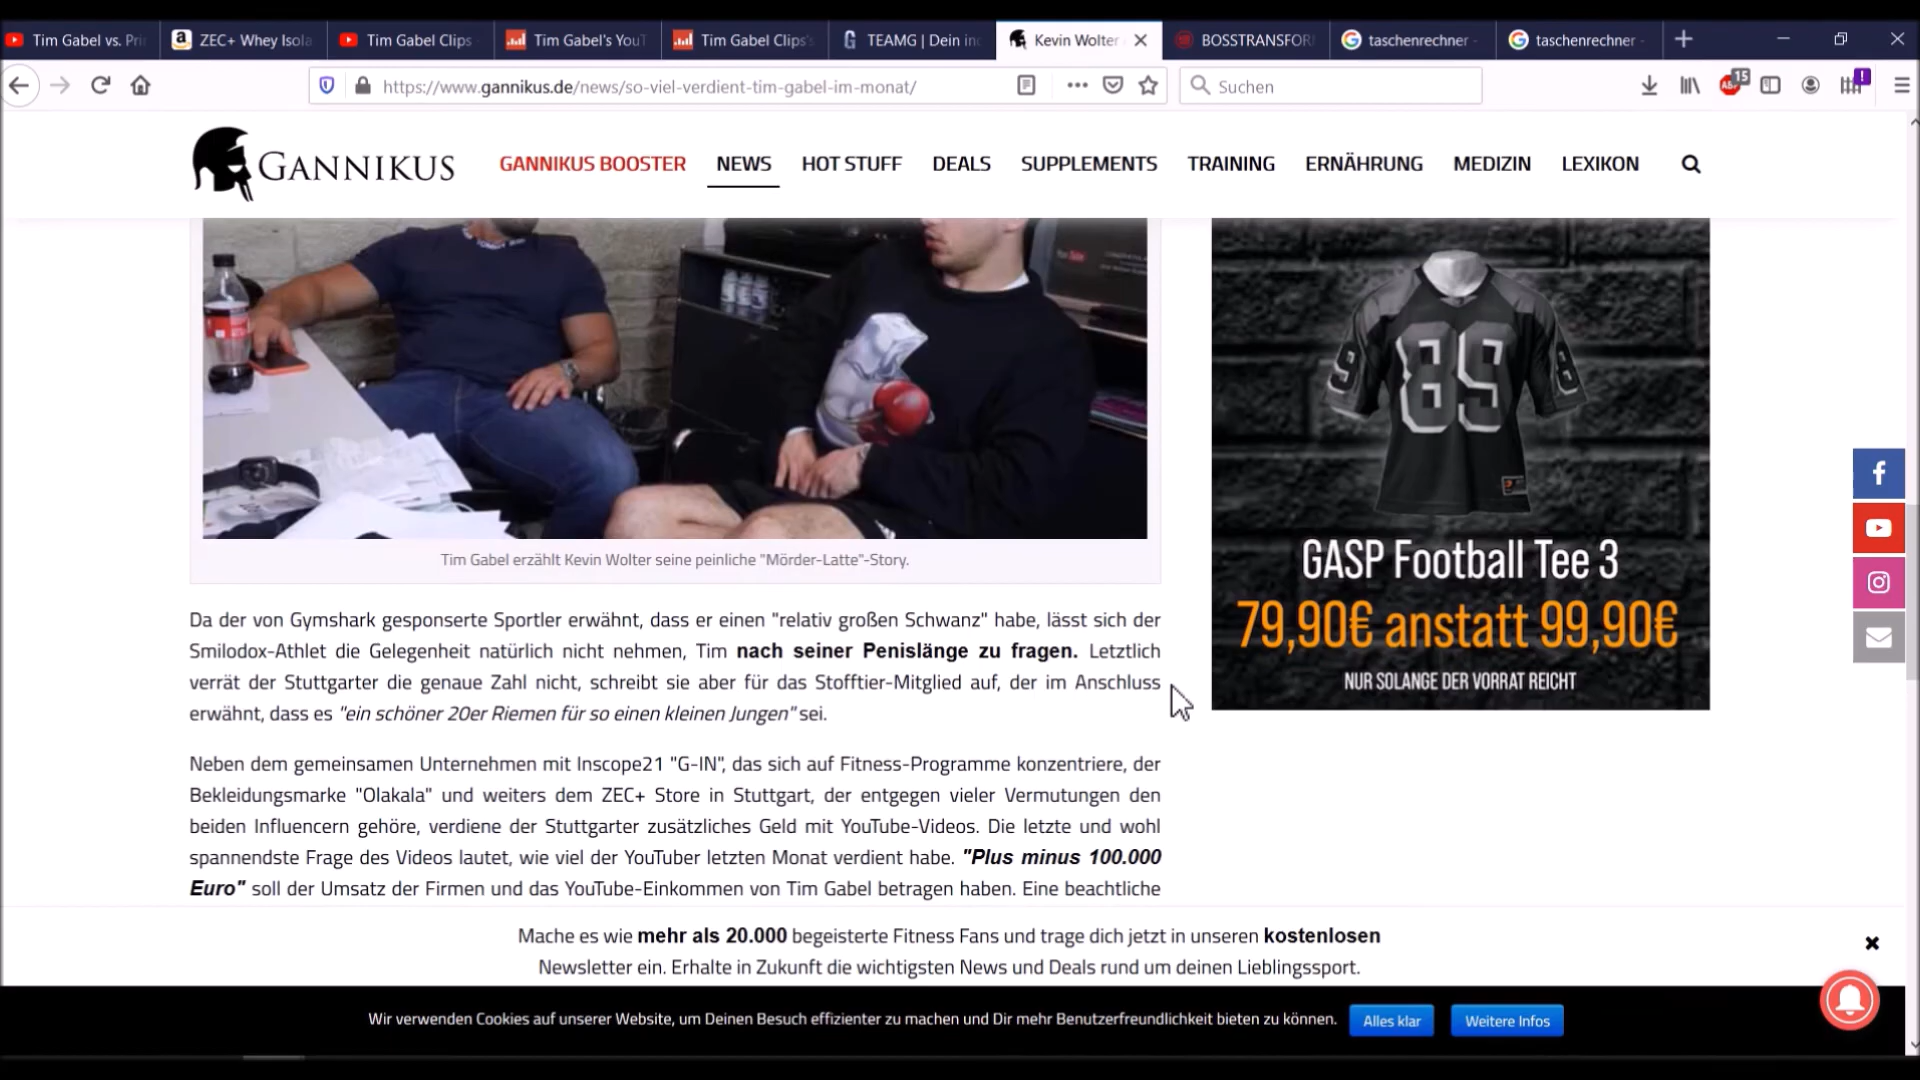 Tim Gabel vs. Pri
ZEC+ Whey Isola
Tim Gabel Clips
Tim Gabel's YouT
Tim Gabel Clips's
TEAMG | Dein in
Kevin Wolter
BOSSTRANSFOR
taschenrechner -
taschenrechner -
https://www.gannikus.de/news/so-viel-verdient-tim-gabel-im-monat/
Suchen
15
GANNIKUS
GANNIKUS BOOSTER
NEWS
HOT STUFF
DEALS
SUPPLEMENTS
TRAINING
ERNÄHRUNG
MEDIZIN
LEXIKON
89
9
8
Tim Gabel erzählt Kevin Wolter seine peinliche "Mörder-Latte"-Story.
GASP Football Tee 3
79,90€ anstatt 99,90€
NUR SOLANGE DER VORRAT REICHT
Da der von Gymshark gesponserte Sportler erwähnt, dass er einen "relativ großen Schwanz" habe, lässt sich der
Smilodox-Athlet die Gelegenheit natürlich nicht nehmen, Tim nach seiner Penislänge zu fragen. Letztlich
verrät der Stuttgarter die genaue Zahl nicht, schreibt sie aber für das Stofftier-Mitglied auf, der im Anschluss
erwähnt, dass es "ein schöner 20er Riemen für so einen kleinen Jungen" sei.
Neben dem gemeinsamen Unternehmen mit Inscope21 "G-IN", das sich auf Fitness-Programme konzentriere, der
Bekleidungsmarke "Olakala" und weiters dem ZEC+ Store in Stuttgart, der entgegen vieler Vermutungen den
beiden Influencern gehöre, verdiene der Stuttgarter zusätzliches Geld mit YouTube-Videos. Die letzte und wohl
spannendste Frage des Videos lautet, wie viel der YouTuber letzten Monat verdient habe. "Plus minus 100.000
Euro" soll der Umsatz der Firmen und das YouTube-Einkommen von Tim Gabel betragen haben. Eine beachtliche
Mache es wie mehr als 20.000 begeisterte Fitness Fans und trage dich jetzt in unseren kostenlosen
Newsletter ein. Erhalte in Zukunft die wichtigsten News und Deals rund um deinen Lieblingssport.
Wir verwenden Cookies auf unserer Website, um Deinen Besuch effizienter zu machen und Dir mehr Benutzerfreundlichkeit bieten zu können.
Alles klar
Weitere Infos